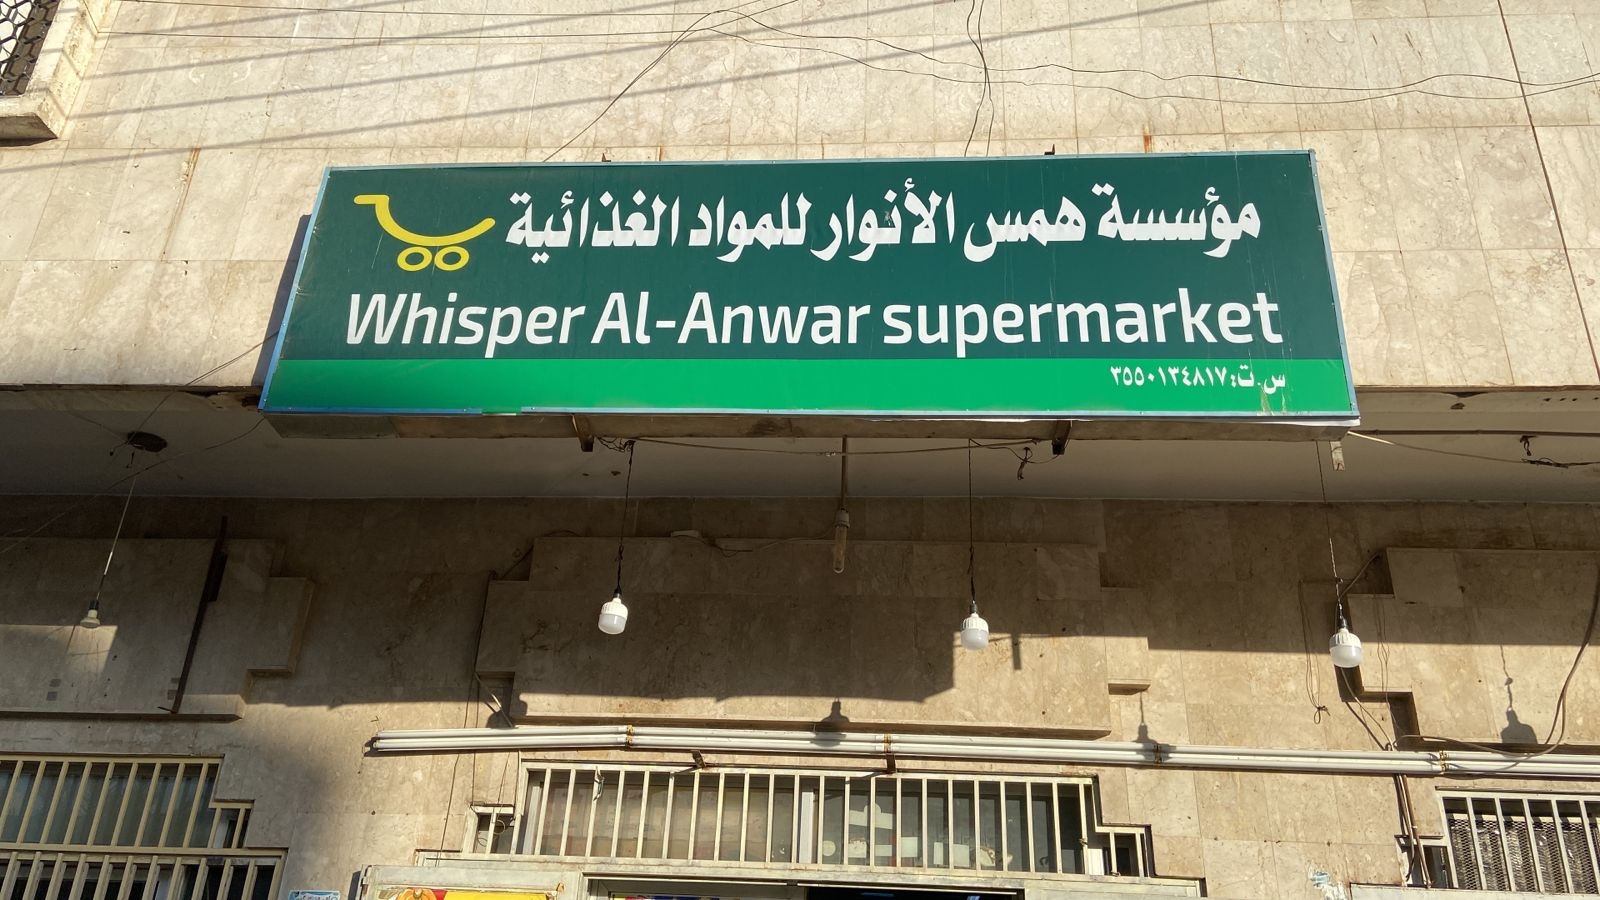 مؤسسة همس الأنوار للمواد الغذائية
Whisper Al-Anwar supermarket
س.ت: ٣٥٥٠١٣٤٨١٧